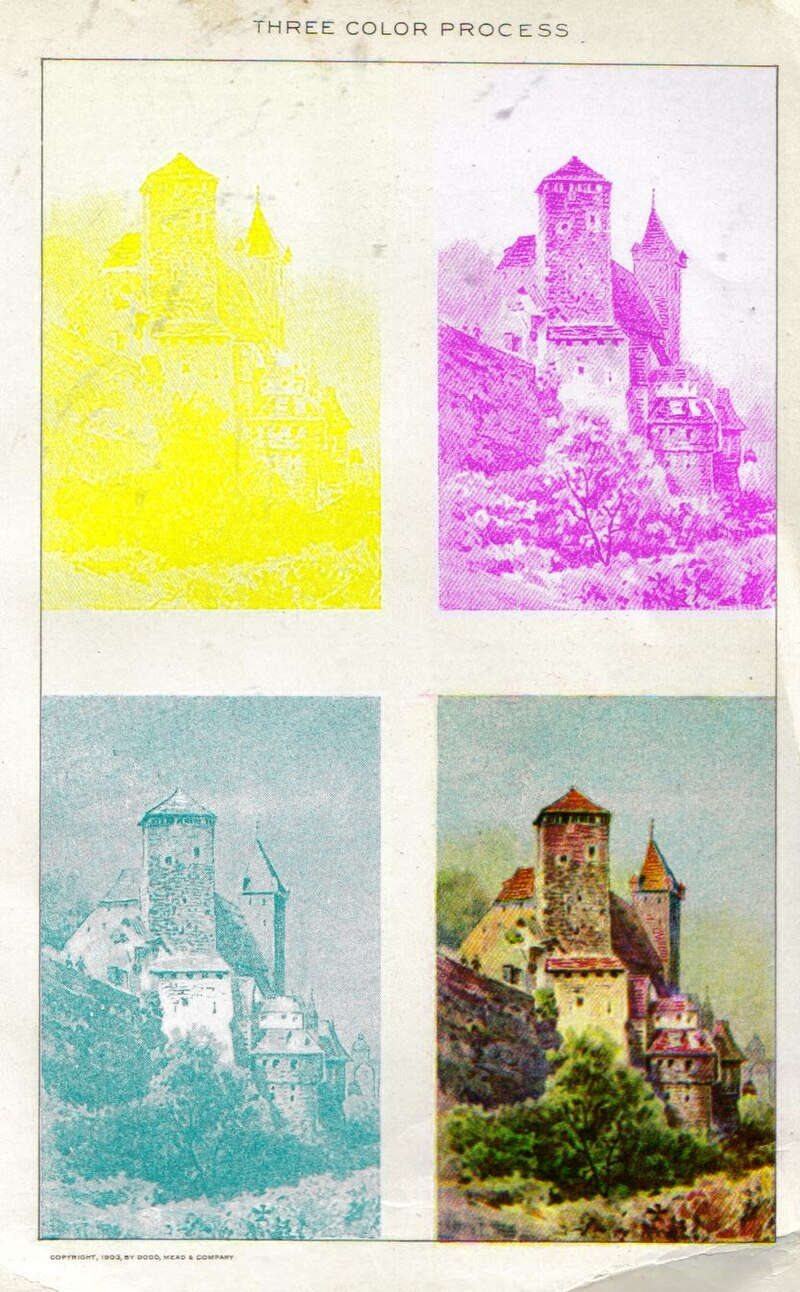 THREE COLOR PROCESS
COPYRIGHT, 1903, BY DODD, MEAD & COMPANY